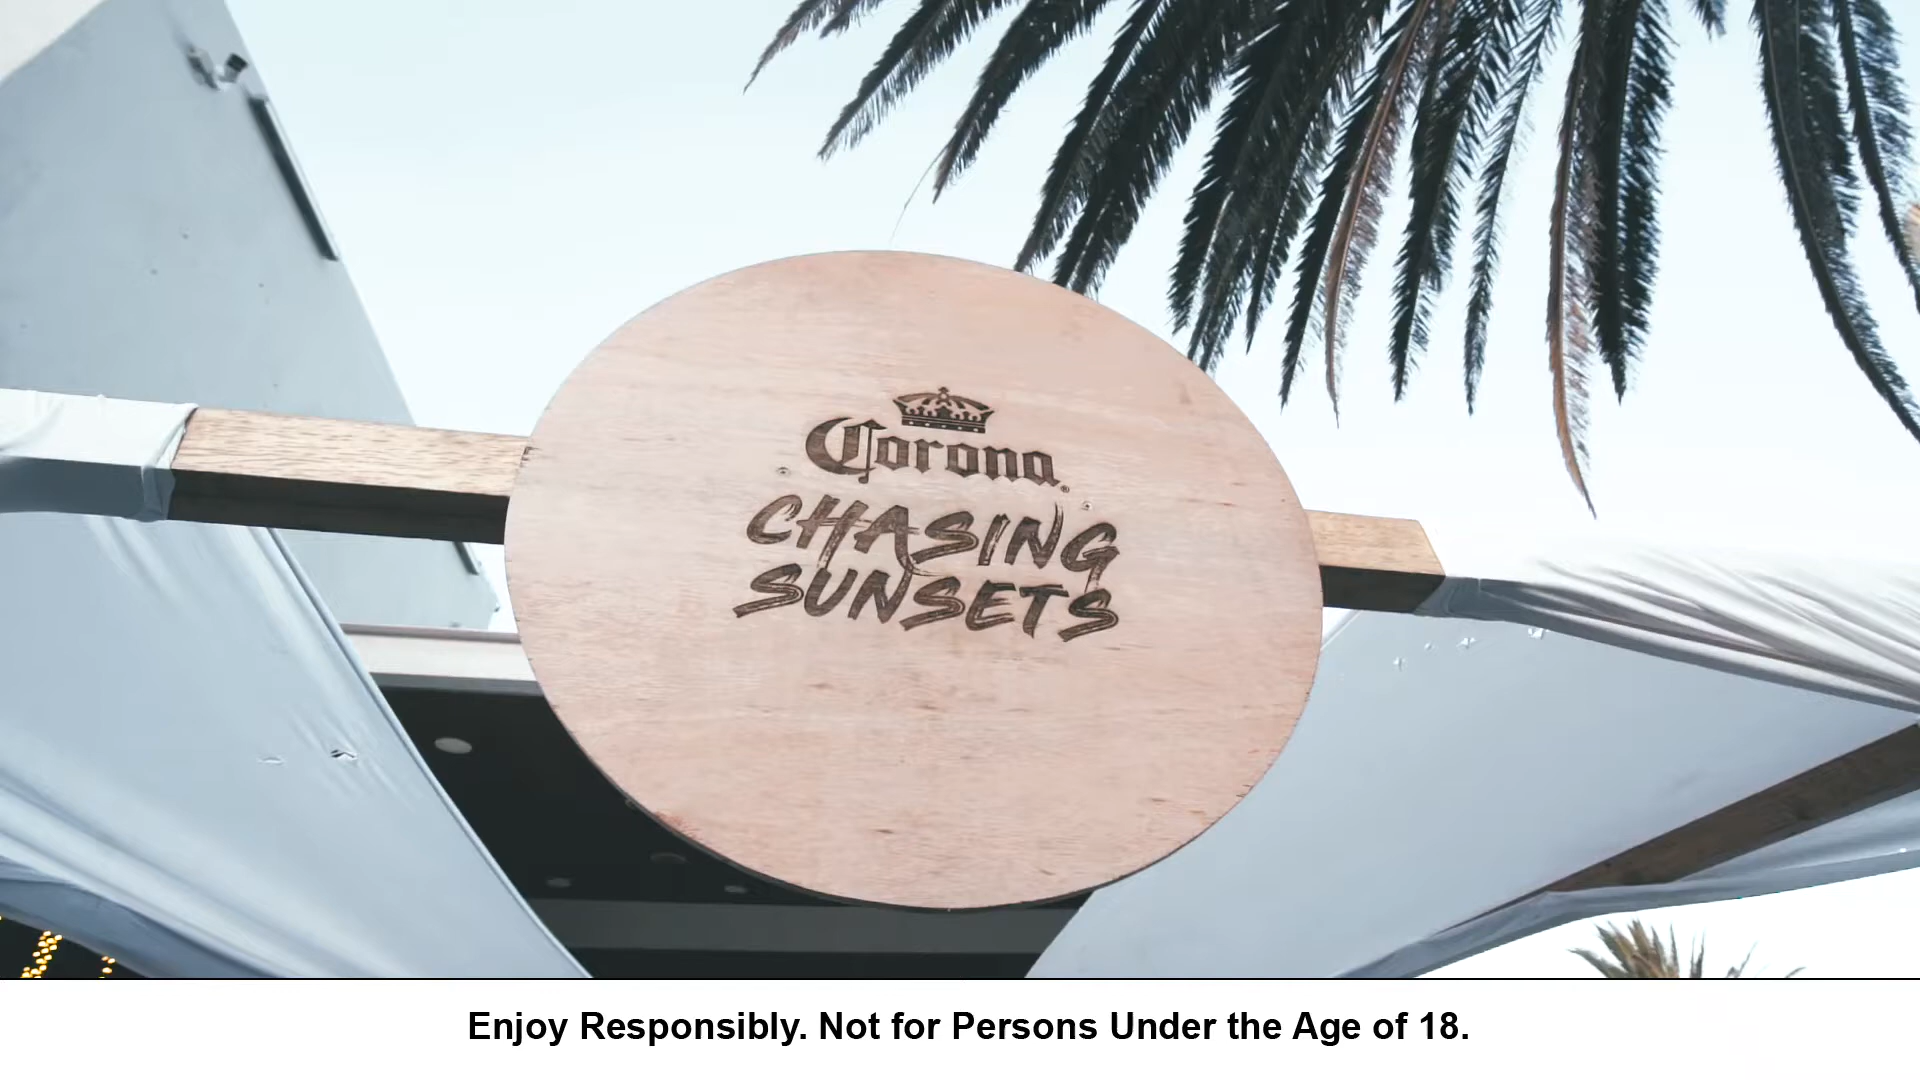 Corona
CHASING
SUNSETS
Enjoy Responsibly. Not for Persons Under the Age of 18.